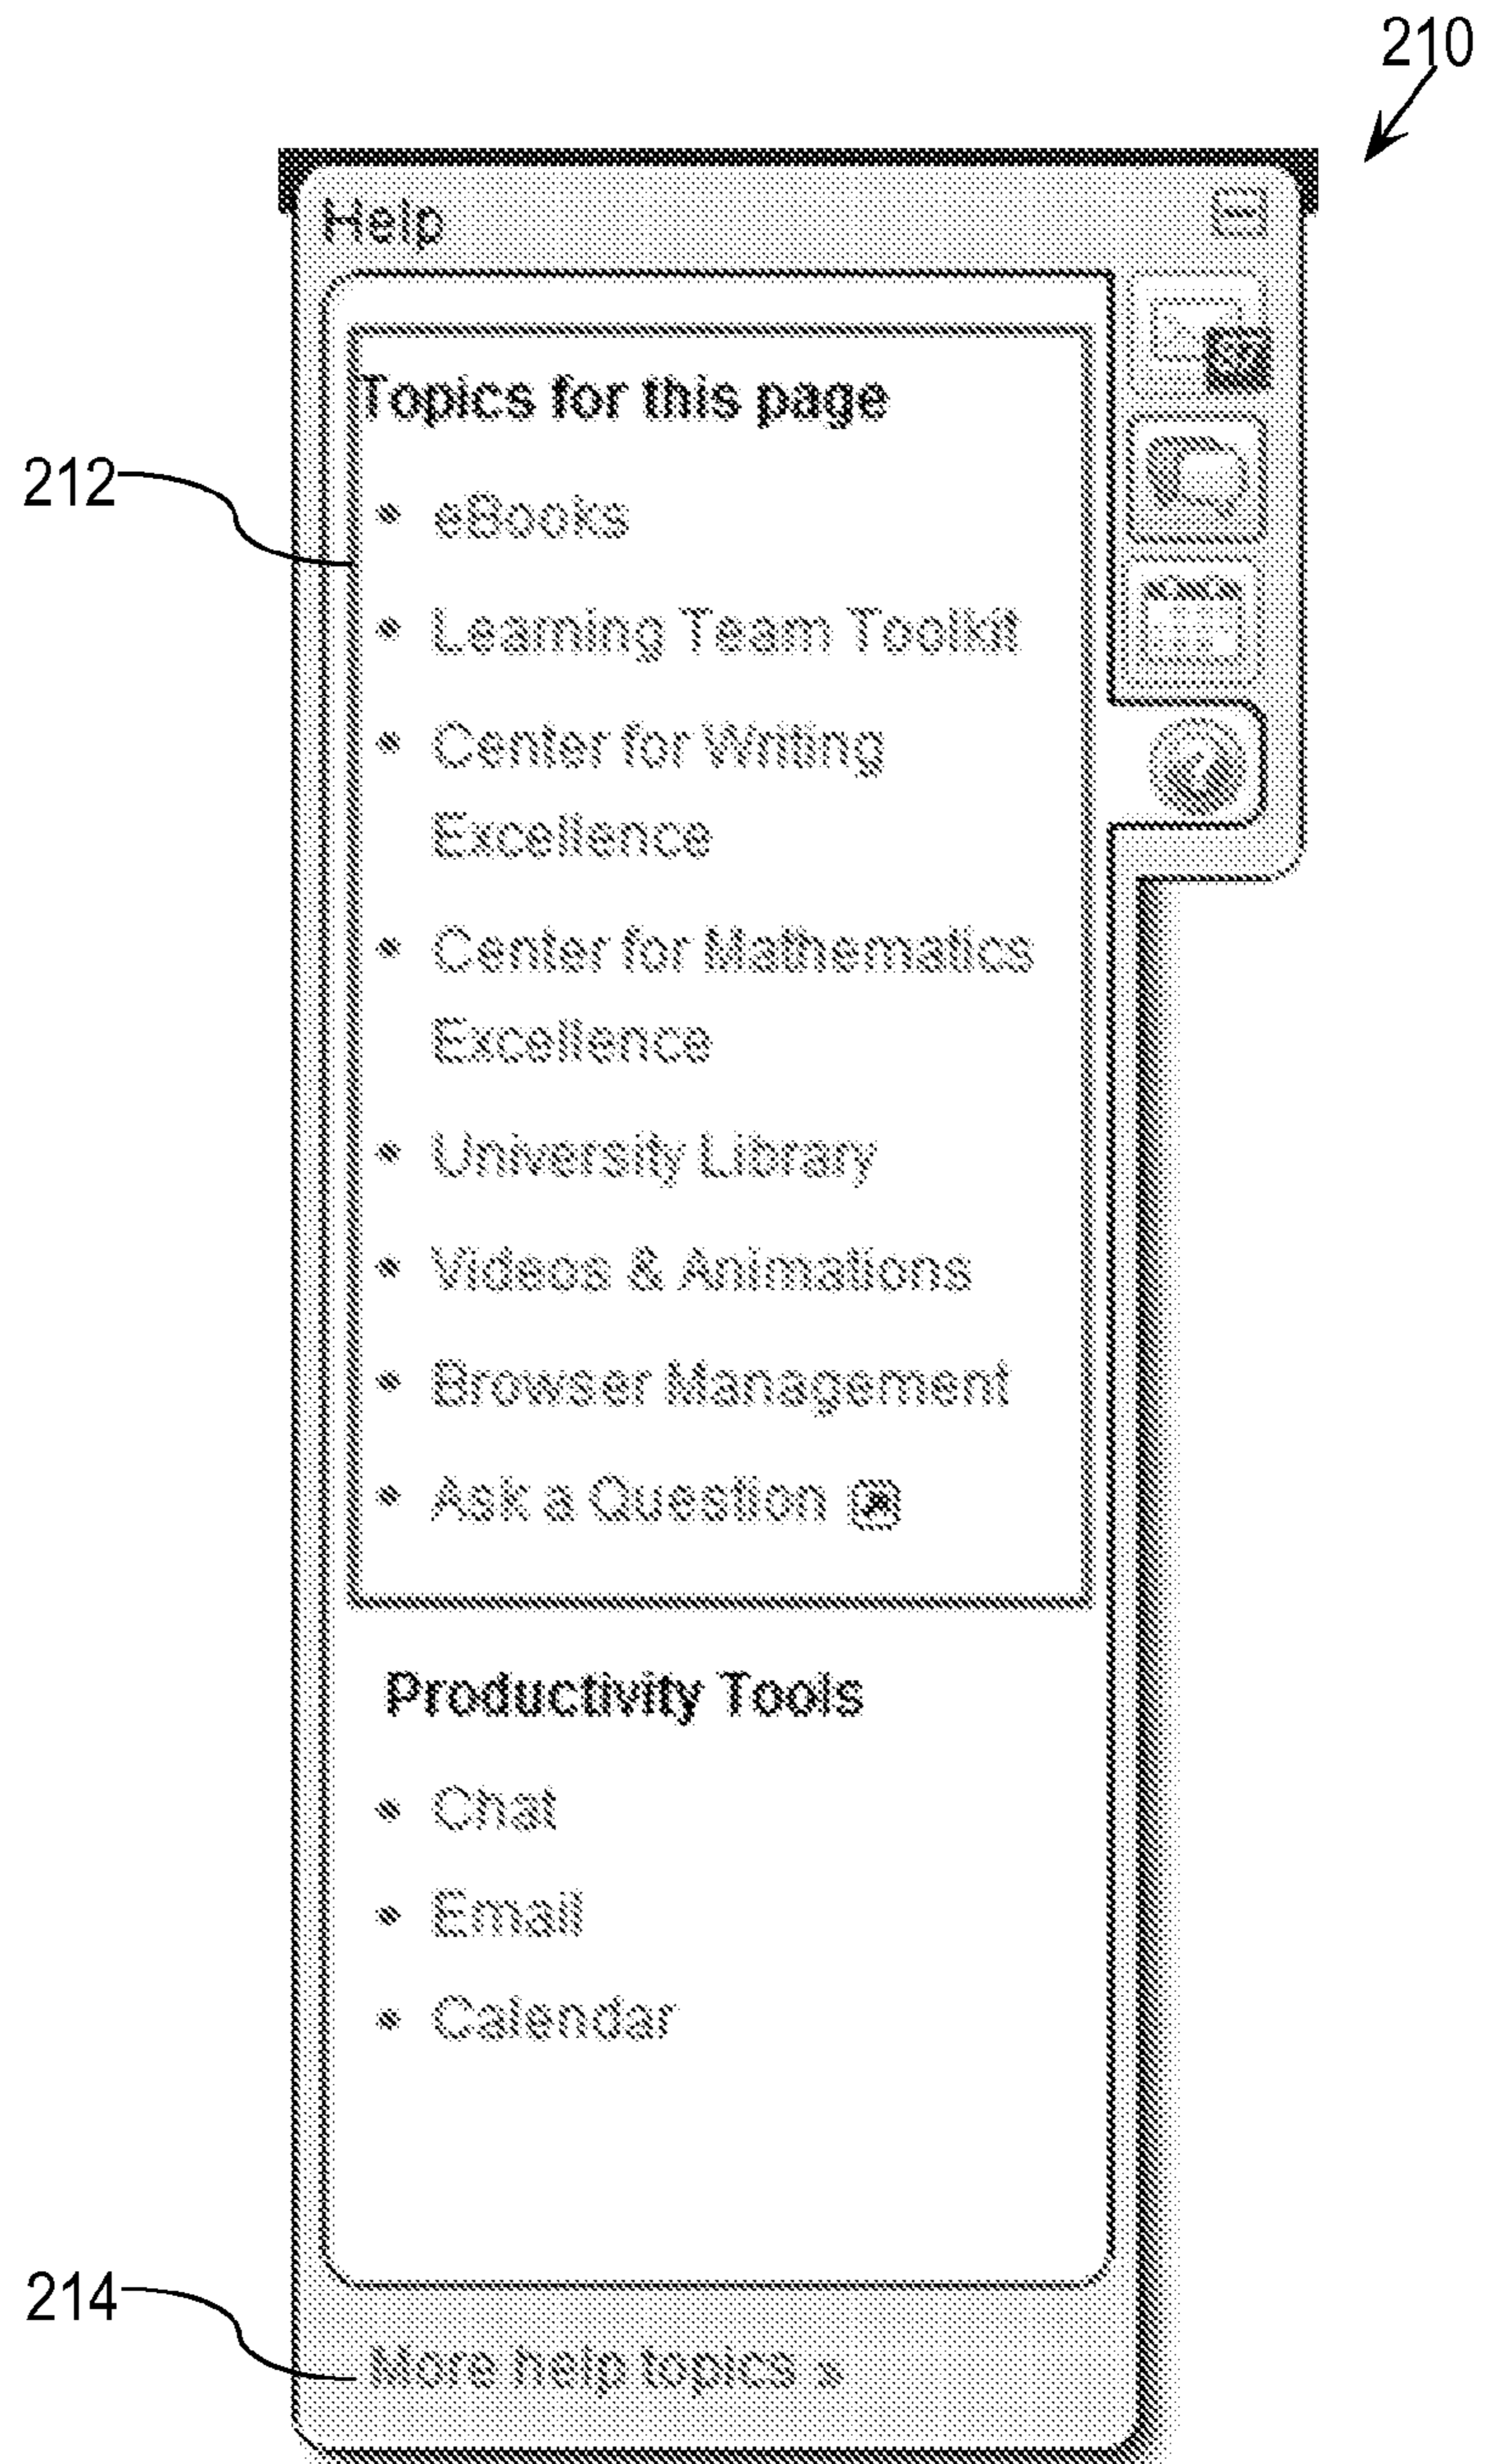 210
Help
Topics for this page
212
• eBooks
• Learning Team Toolkit
• Center for Writing
Excellence
• Center for Mathematics
Excellence
• University Library
• Videos & Animations
• Browser Management
• Ask a Question
Productivity Tools
• Chat
• Email
• Calendar
214
More help topics »